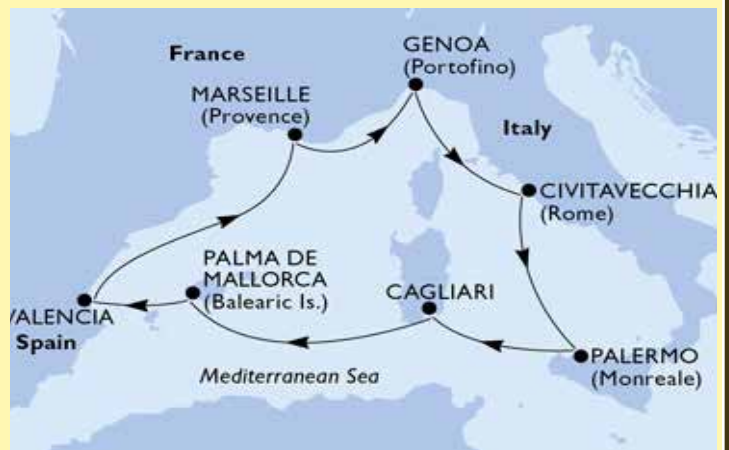 France
GENOA
(Portofino)
MARSEILLE
(Provence)
Italy
CIVITAVECCHIA
(Rome)
PALMA DE
MALLORCA
(Balearic Is.)
CAGLIARI
VALENCIA
Spain
PALERMO
(Monreale)
Mediterranean Sea